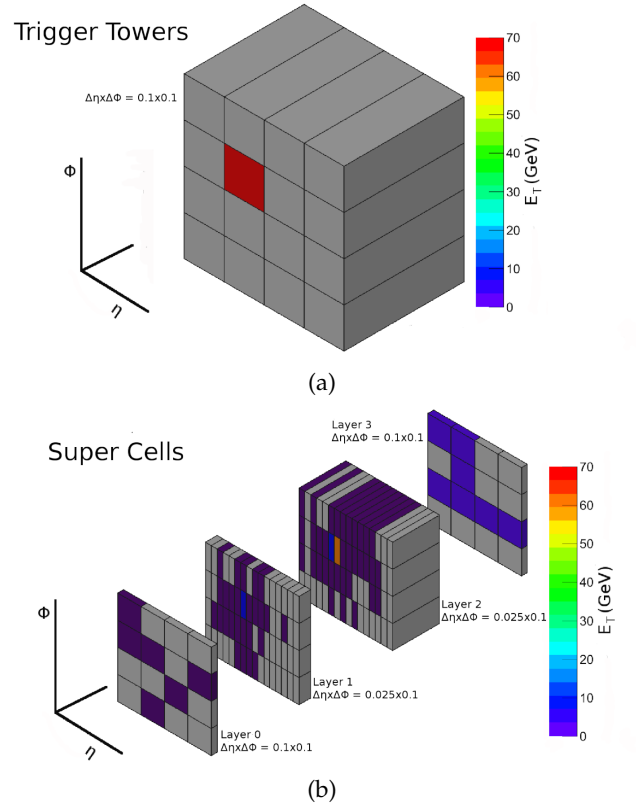 Trigger Towers
ΔηxΔΦ = 0.1x0.1
Φ
η
70
60
50
40
30
20
10
0
E_T (GeV)
(a)
Super Cells
Layer 3
ΔηxΔΦ = 0.1x0.1
Layer 2
ΔηxΔΦ = 0.025x0.1
Layer 1
ΔηxΔΦ = 0.025x0.1
Layer 0
ΔηxΔΦ = 0.1x0.1
Φ
η
70
60
50
40
30
20
10
0
E_T (GeV)
(b)